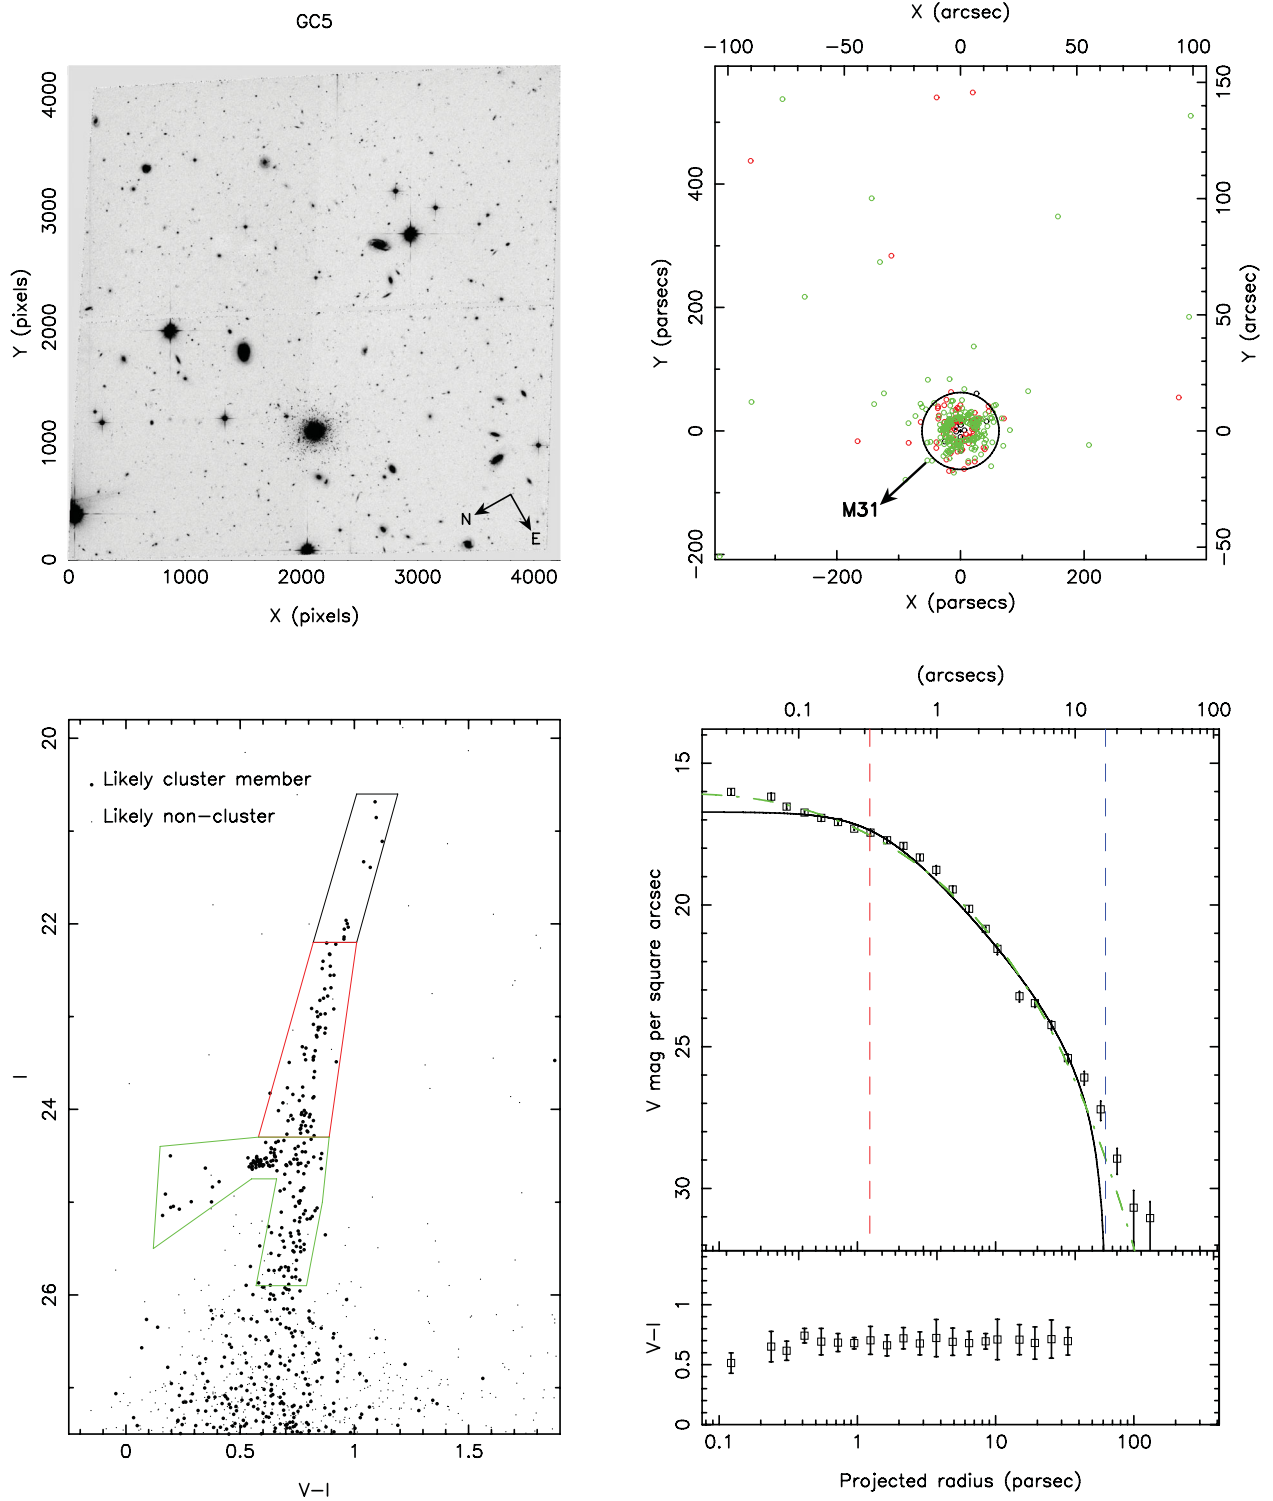 GC5
4000
3000
2000
1000
0
Y (pixels)
N
E
0 1000 2000 3000 4000
X (pixels)
X (arcsec)
−100 −50 0 50 100
400
200
0
−200
Y (parsecs)
150
100
50
0
−50
Y (arcsec)
M31
−200 0 200
X (parsecs)
20
22
24
26
I
Likely cluster member
Likely non−cluster
0 0.5 1 1.5
V−I
(arcsecs)
0.1 1 10 100
15
20
25
30
V mag per square arcsec
1
0.5
0
V−I
0.1 1 10 100
Projected radius (parsec)